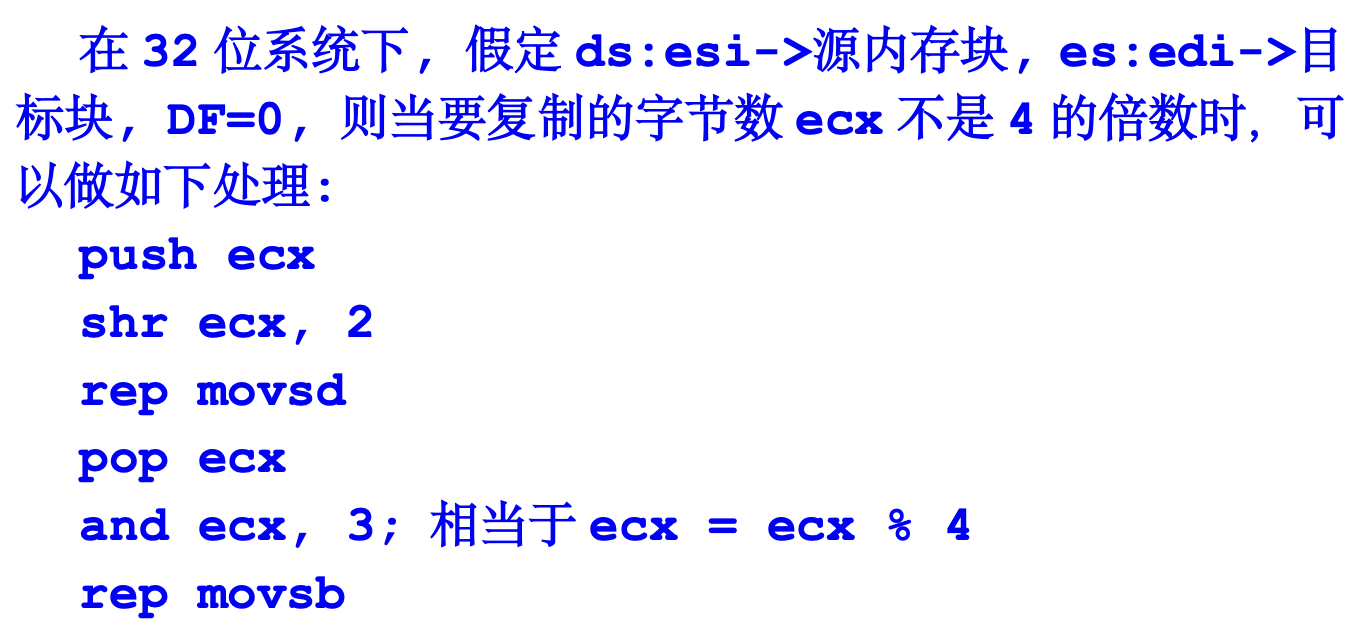 在 32 位系统下, 假定 ds:esi->源内存块, es:edi->目
标块, DF=0, 则当要复制的字节数 ecx 不是 4 的倍数时, 可
以做如下处理:
push ecx
shr ecx, 2
rep movsd
pop ecx
and ecx, 3; 相当于 ecx = ecx % 4
rep movsb